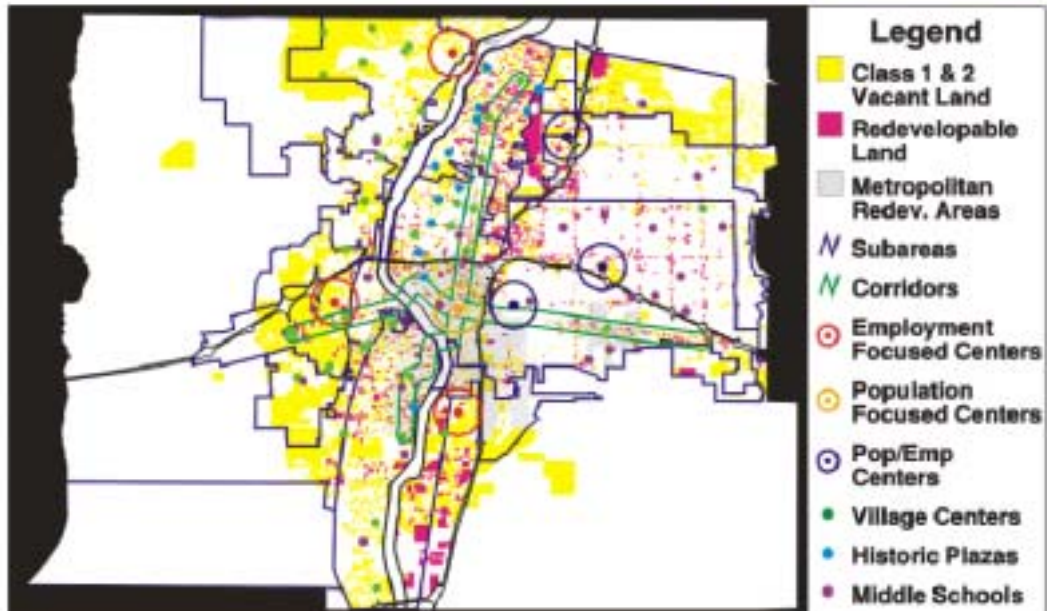 Legend
Class 1 & 2
Vacant Land
Redevelopable
Land
Metropolitan
Redev. Areas
Subareas
Corridors
Employment
Focused Centers
Population
Focused Centers
Pop/Emp
Centers
Village Centers
Historic Plazas
Middle Schools